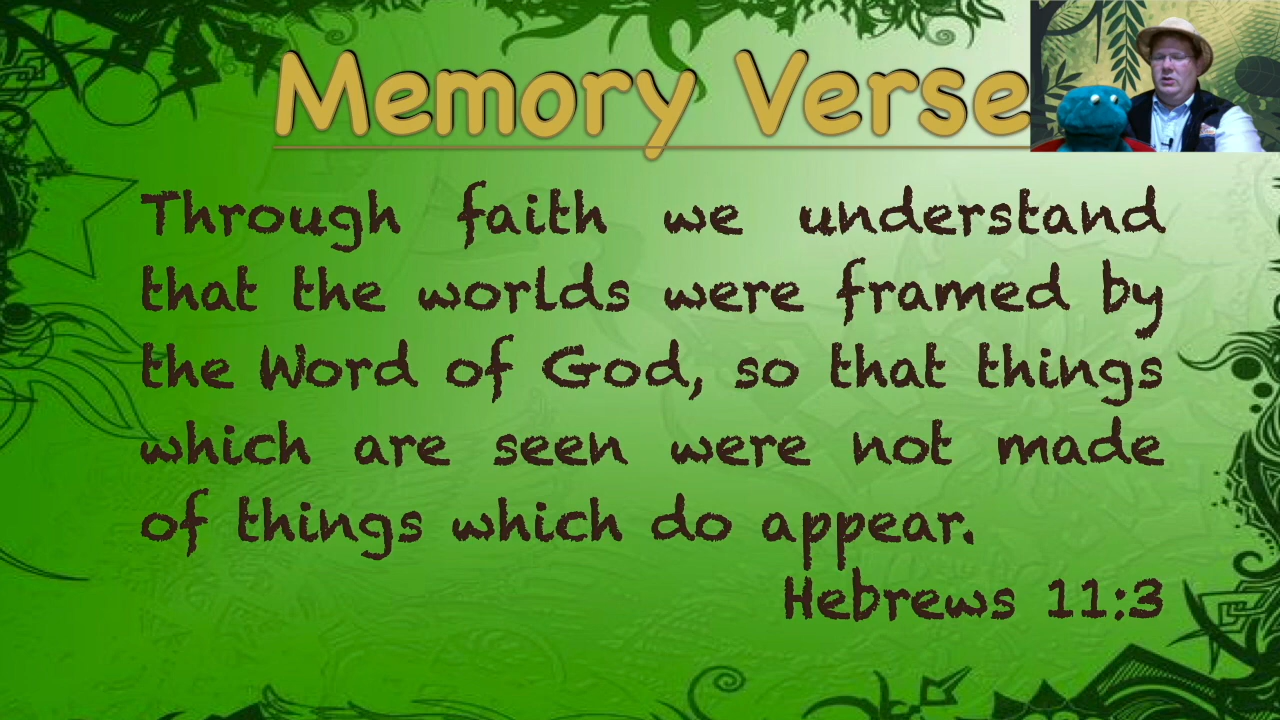 Memory Verse
Through faith we understand
that the worlds were framed by
the Word of God, so that things
which are seen were not made
of things which do appear.
Hebrews 11:3